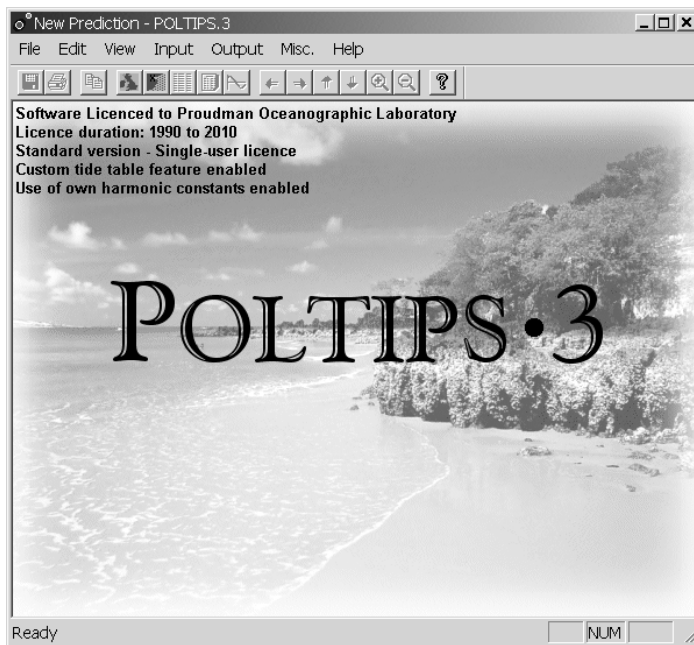 New Prediction - POLTIPS.3
File Edit View Input Output Misc. Help
Software Licenced to Proudman Oceanographic Laboratory
Licence duration: 1990 to 2010
Standard version - Single-user licence
Custom tide table feature enabled
Use of own harmonic constants enabled
POLTIPS·3
Ready NUM